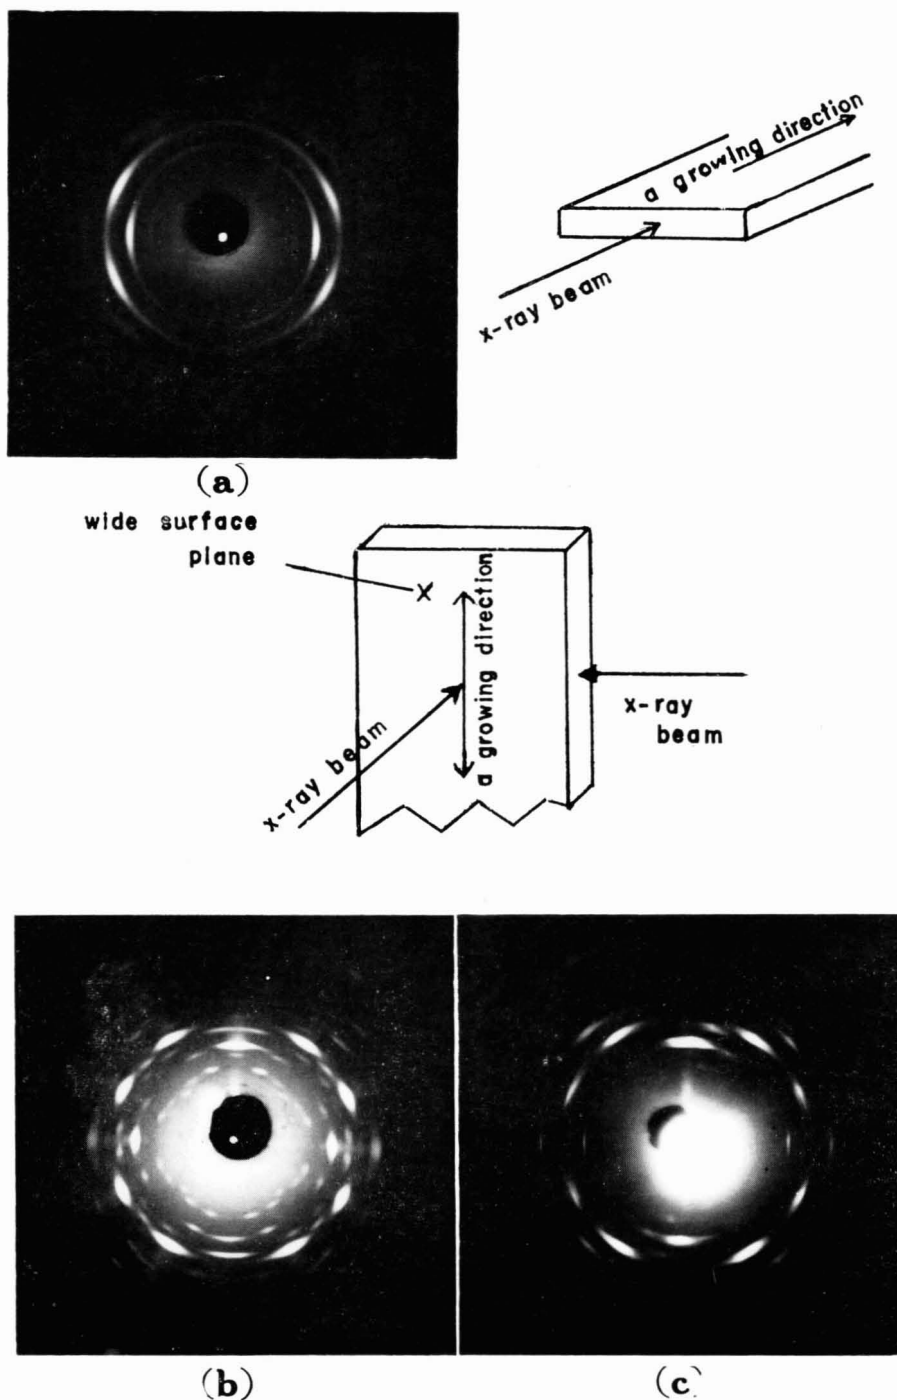 a growing direction
x-ray beam
(a)
wide surface
plane
a growing direction
x-ray beam
x-ray
beam
(b)
(c)